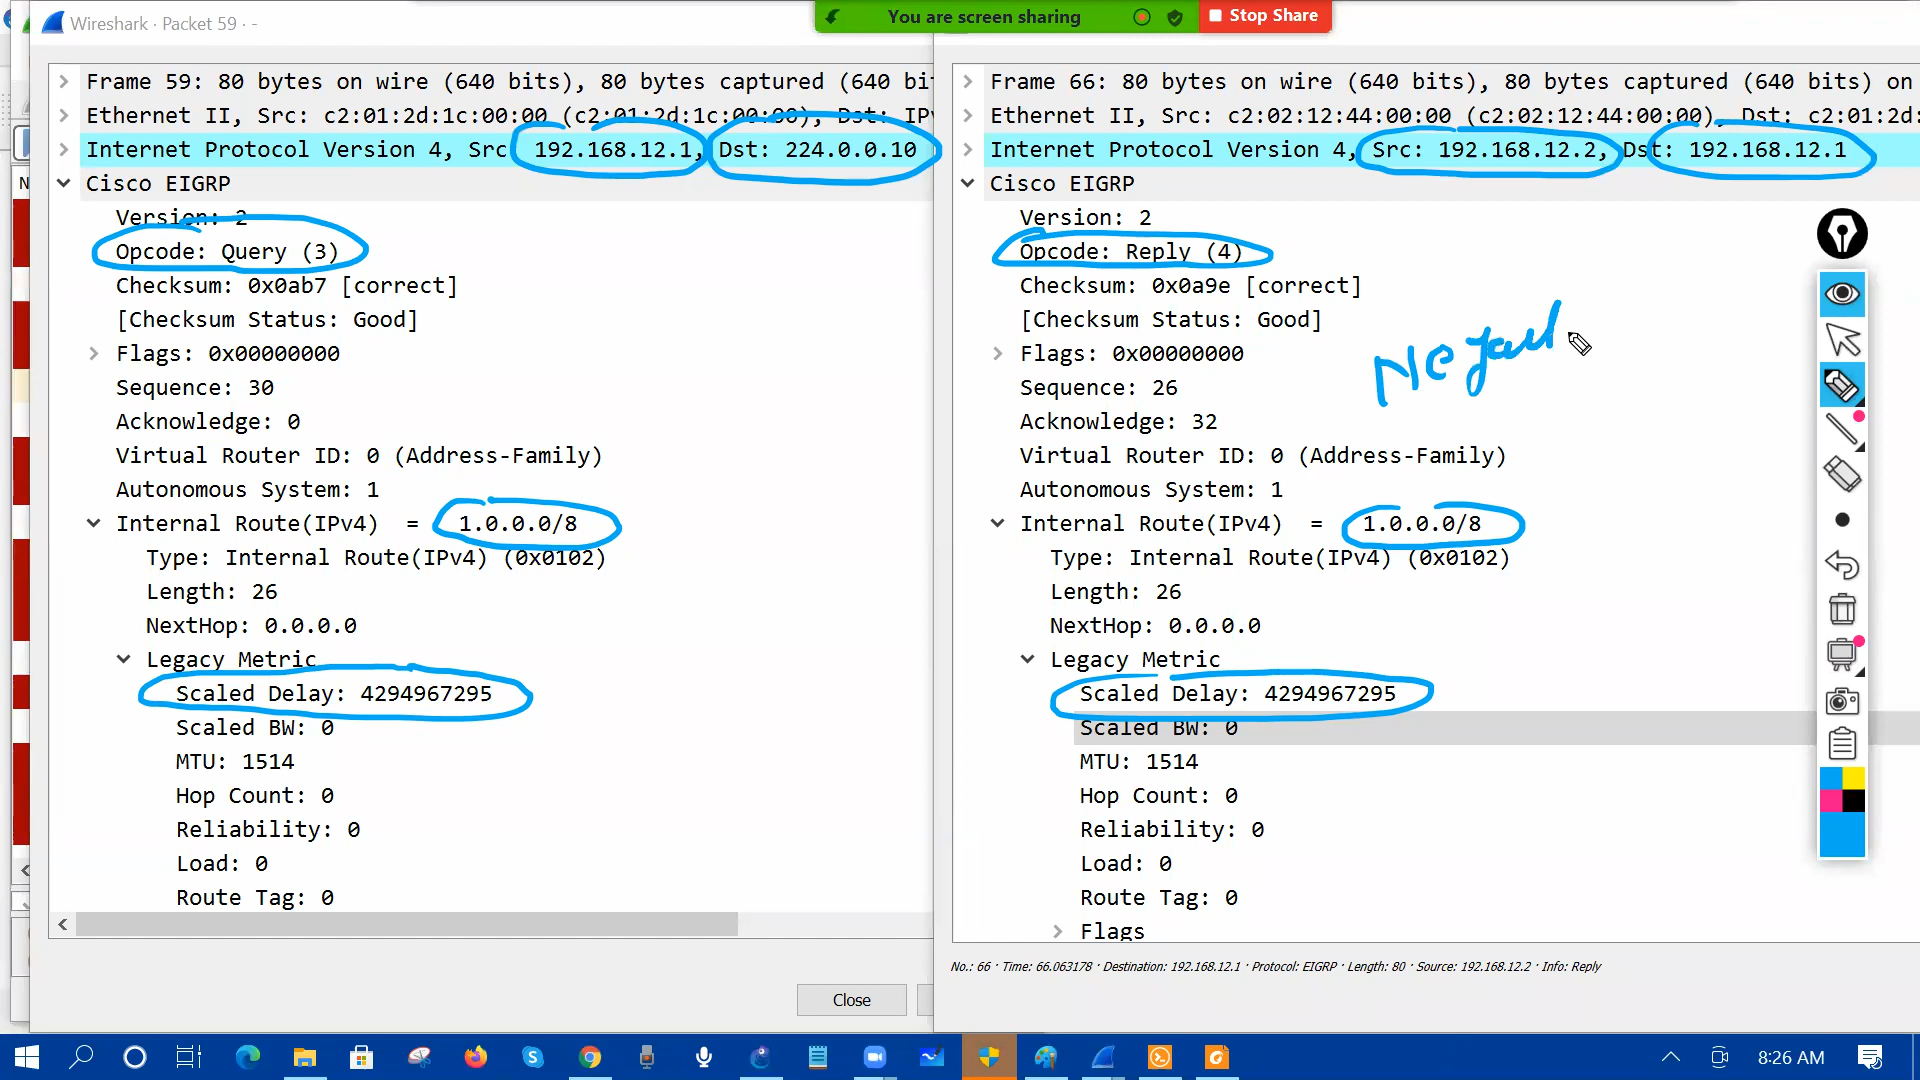 Wireshark · Packet 59 · -
You are screen sharing
Stop Share
Frame 59: 80 bytes on wire (640 bits), 80 bytes captured (640 bi
Ethernet II, Src: c2:01:2d:1c:00:00 (c2:01:2d:1c:00:00), Dst: IPv
Internet Protocol Version 4, Src 192.168.12.1, Dst: 224.0.0.10
Cisco EIGRP
Version: 2
Opcode: Query (3)
Checksum: 0x0ab7 [correct]
[Checksum Status: Good]
Flags: 0x00000000
Sequence: 30
Acknowledge: 0
Virtual Router ID: 0 (Address-Family)
Autonomous System: 1
Internal Route(IPv4) = 1.0.0.0/8
Type: Internal Route(IPv4) (0x0102)
Length: 26
NextHop: 0.0.0.0
Legacy Metric
Scaled Delay: 4294967295
Scaled BW: 0
MTU: 1514
Hop Count: 0
Reliability: 0
Load: 0
Route Tag: 0
Close
Frame 66: 80 bytes on wire (640 bits), 80 bytes captured (640 bits) on
Ethernet II, Src: c2:02:12:44:00:00 (c2:02:12:44:00:00), Dst: c2:01:2d:
Internet Protocol Version 4, Src: 192.168.12.2, Dst: 192.168.12.1
Cisco EIGRP
Version: 2
Opcode: Reply (4)
Checksum: 0x0a9e [correct]
[Checksum Status: Good]
Flags: 0x00000000
Sequence: 26
Acknowledge: 32
Virtual Router ID: 0 (Address-Family)
Autonomous System: 1
Internal Route(IPv4) = 1.0.0.0/8
Type: Internal Route(IPv4) (0x0102)
Length: 26
NextHop: 0.0.0.0
Legacy Metric
Scaled Delay: 4294967295
Scaled BW: 0
MTU: 1514
Hop Count: 0
Reliability: 0
Load: 0
Route Tag: 0
Flags
No.: 66 · Time: 66.063178 · Destination: 192.168.12.1 · Protocol: EIGRP · Length: 80 · Source: 192.168.12.2 · Info: Reply
N
8:26 AM